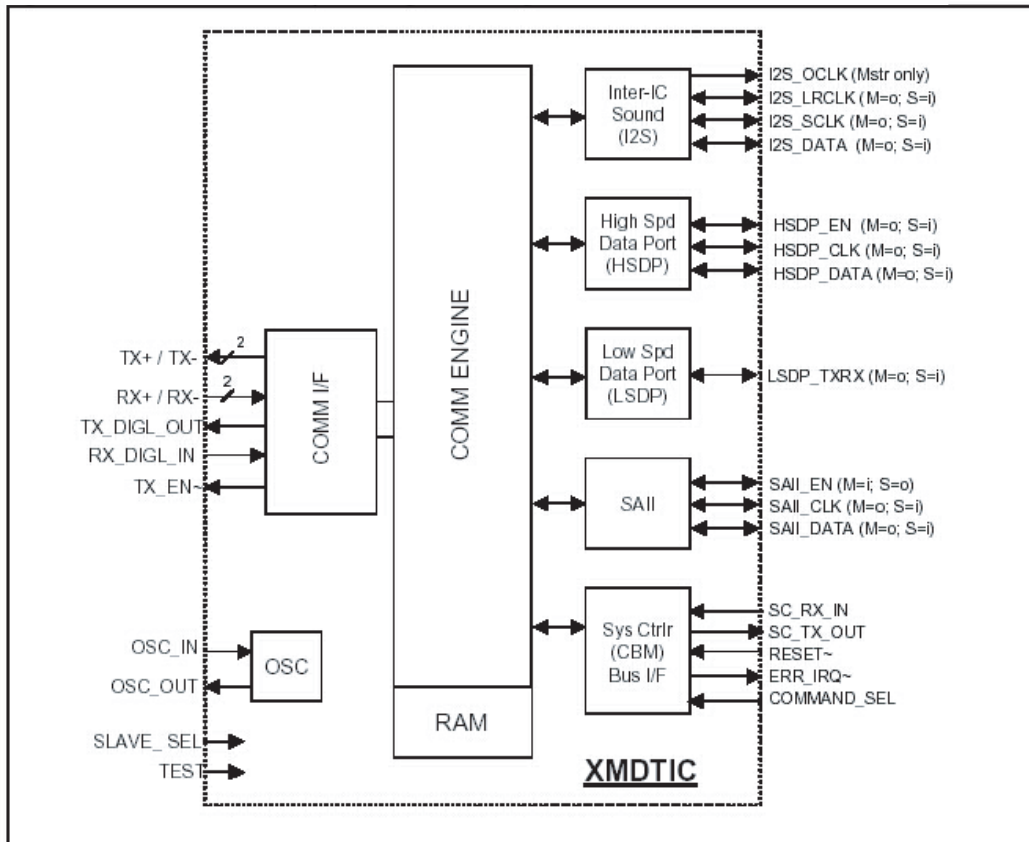 I2S_OCLK (Mstr only)
I2S_LRCLK (M=o; S=i)
I2S_SCLK (M=o; S=i)
I2S_DATA (M=o; S=i)
Inter-IC
Sound
(I2S)
HSDP_EN (M=o; S=i)
HSDP_CLK (M=o; S=i)
HSDP_DATA (M=o; S=i)
High Spd
Data Port
(HSDP)
LSDP_TXRX (M=o; S=i)
Low Spd
Data Port
(LSDP)
SAII_EN (M=i; S=o)
SAII_CLK (M=o; S=i)
SAII_DATA (M=o; S=i)
SAII
SC_RX_IN
SC_TX_OUT
RESET~
ERR_IRQ~
COMMAND_SEL
Sys Ctrlr
(CBM)
Bus I/F
COMM ENGINE
RAM
COMM I/F
TX+ / TX-
2
RX+ / RX-
2
TX_DIGL_OUT
RX_DIGL_IN
TX_EN~
OSC_IN
OSC_OUT
OSC
SLAVE_ SEL
TEST
XMDTIC